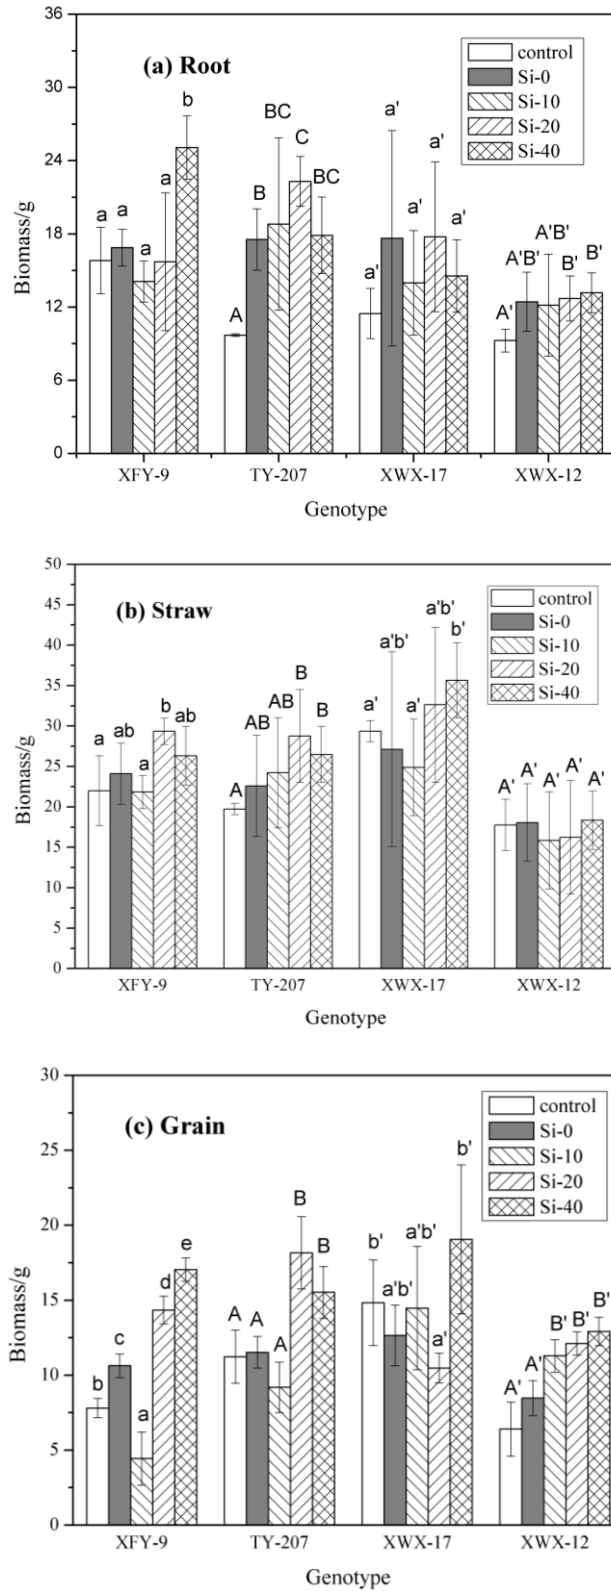 36
30
24
18
12
6
0
Biomass/g
(a) Root
control
Si-0
Si-10
Si-20
Si-40
a a a a b
A B BC C BC
a' a' a' a' a'
A' A'B' A'B' B' B'
XFY-9 TY-207 XWX-17 XWX-12
Genotype
50
45
40
35
30
25
20
15
10
5
0
Biomass/g
(b) Straw
control
Si-0
Si-10
Si-20
Si-40
a ab a b ab
A AB AB B B
a' a'b' a' a'b' b'
A' A' A' A' A'
XFY-9 TY-207 XWX-17 XWX-12
Genotype
30
25
20
15
10
5
0
Biomass/g
(c) Grain
control
Si-0
Si-10
Si-20
Si-40
b c a d e
A A A B B
b' a'b' a'b' a' b'
A' A' B' B' B'
XFY-9 TY-207 XWX-17 XWX-12
Genotype